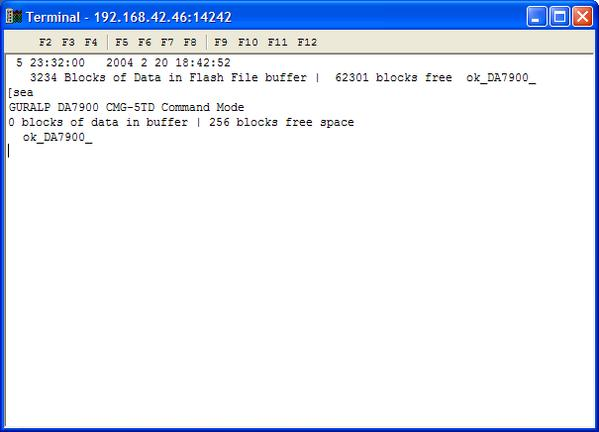 Terminal - 192.168.42.46:14242
F2 F3 F4 F5 F6 F7 F8 F9 F10 F11 F12
5 23:32:00 2004 2 20 18:42:52
3234 Blocks of Data in Flash File buffer | 62301 blocks free ok_DA7900_
[sea
GURALP DA7900 CMG-5TD Command Mode
0 blocks of data in buffer | 256 blocks free space
ok_DA7900_